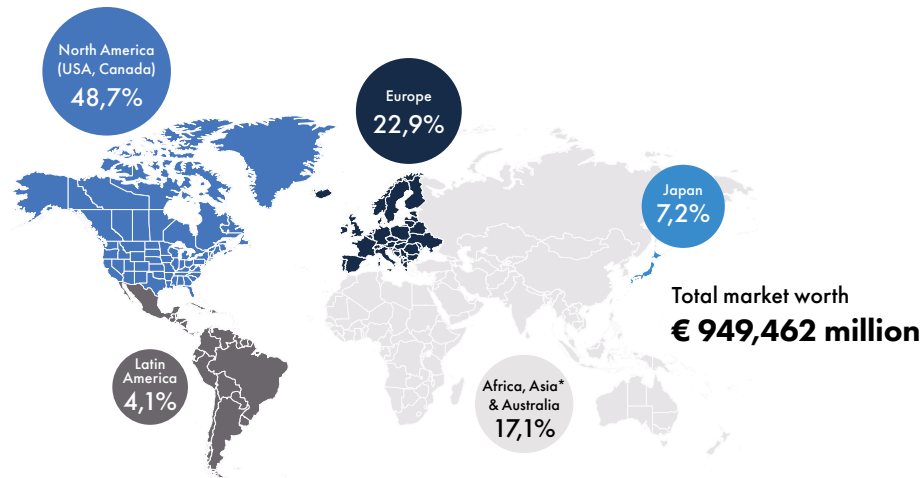 North America
(USA, Canada)
48,7%
Europe
22,9%
Japan
7,2%
Total market worth
€ 949,462 million
Latin
America
4,1%
Africa, Asia*
& Australia
17,1%